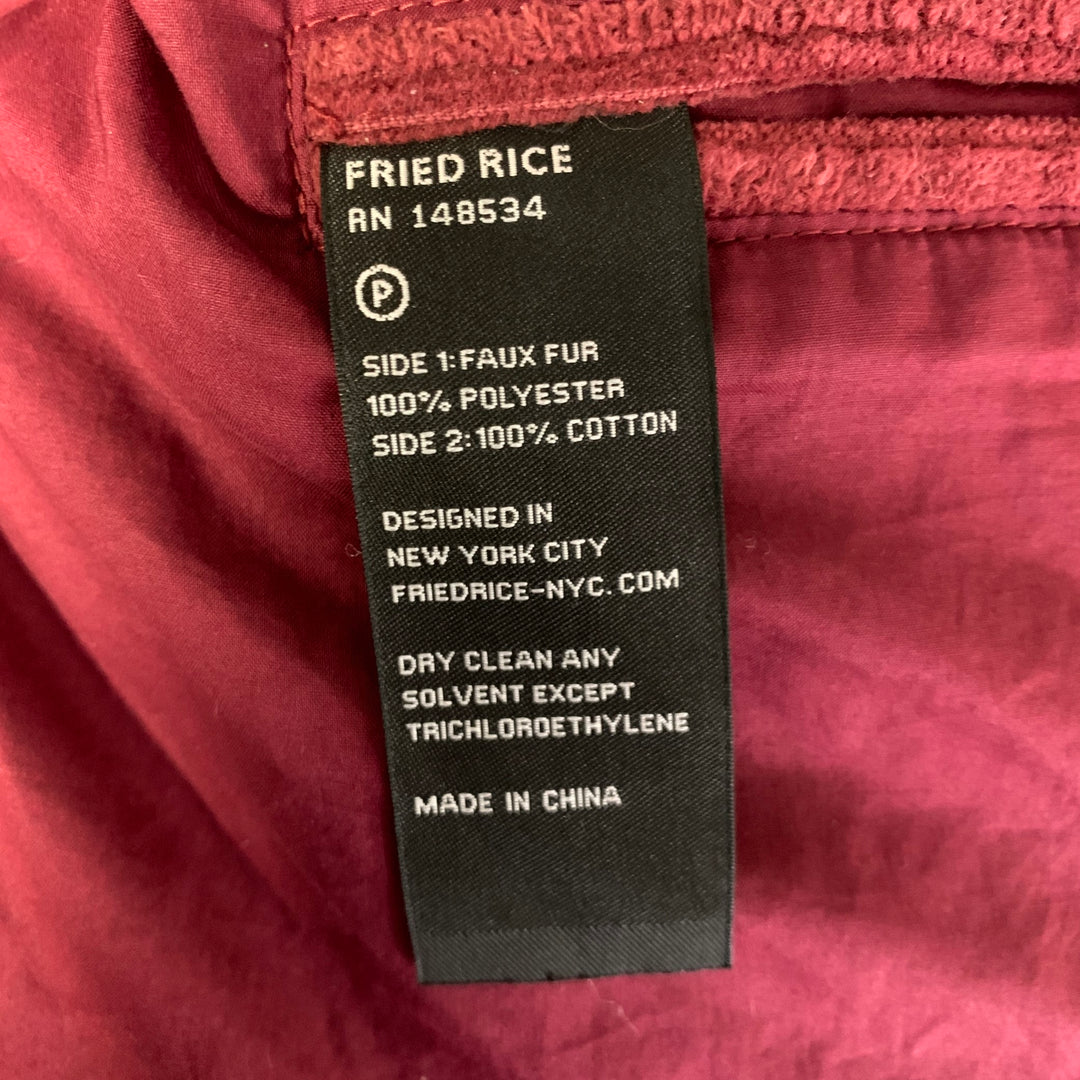 FRIED RICE
RN 148534
P
SIDE 1:FAUX FUR
100% POLYESTER
SIDE 2:100% COTTON
DESIGNED IN
NEW YORK CITY
FRIEDRICE-NYC.COM
DRY CLEAN ANY
SOLVENT EXCEPT
TRICHLOROETHYLENE
MADE IN CHINA